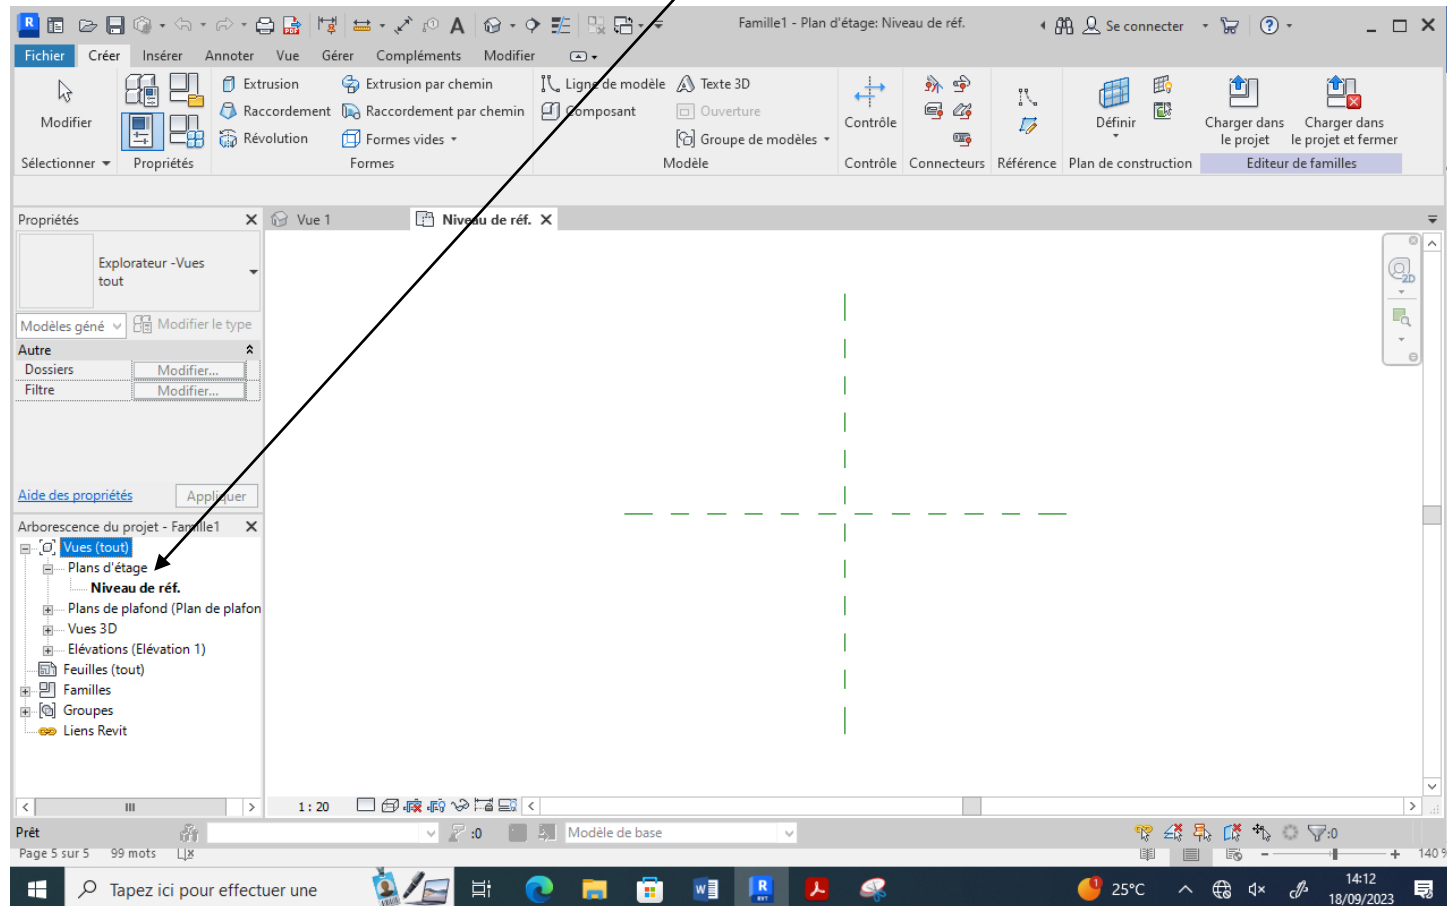 Famille1 - Plan d'étage: Niveau de réf.
Se connecter
Fichier Créer Insérer Annoter Vue Gérer Compléments Modifier
Modifier
Extrusion
Raccordement
Révolution
Extrusion par chemin
Raccordement par chemin
Formes vides
Ligne de modèle
Composant
Texte 3D
Ouverture
Groupe de modèles
Contrôle
Définir
Charger dans
le projet
Charger dans
le projet et fermer
Sélectionner Propriétés Formes Modèle Contrôle Connecteurs Référence Plan de construction Editeur de familles
Propriétés
Vue 1
Niveau de réf.
Explorateur -Vues
tout
Modèles géné
Modifier le type
Autre
Dossiers Modifier...
Filtre Modifier...
Aide des propriétés
Appliquer
2D
Arborescence du projet - Famille1
Vues (tout)
Plans d'étage
Niveau de réf.
Plans de plafond (Plan de plafon
Vues 3D
Elévations (Elévation 1)
Feuilles (tout)
Familles
Groupes
Liens Revit
1 : 20
Prêt
:0
Modèle de base
:0
Page 5 sur 5 99 mots
140 %
Tapez ici pour effectuer une
25°C
14:12
18/09/2023